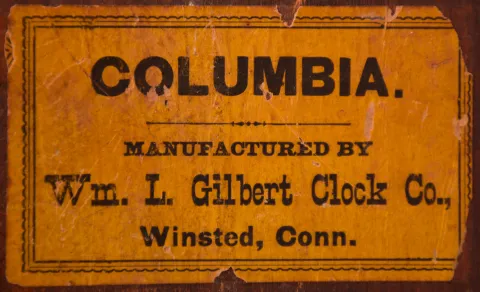 COLUMBIA.
MANUFACTURED BY
Wm. L. Gilbert Clock Co.,
Winsted, Conn.